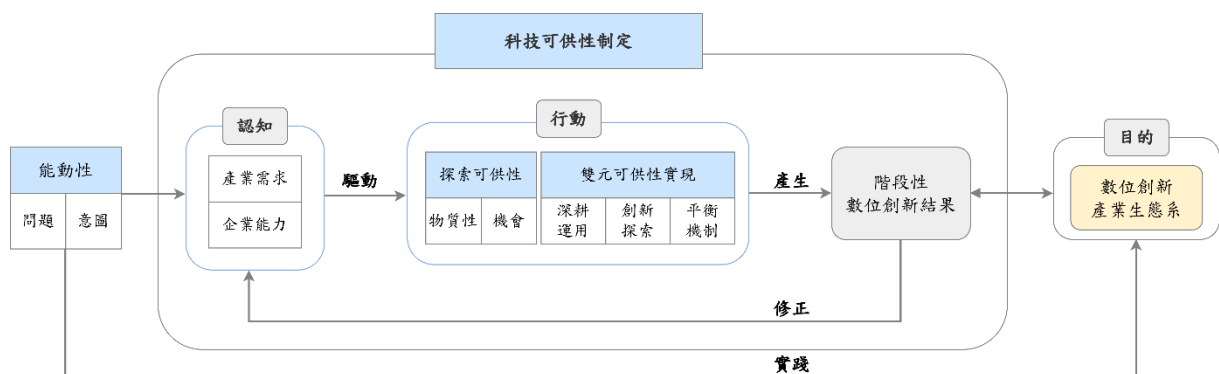 科技可供性制定
認知
行動
目的
能動性
問題
意圖
產業需求
企業能力
驅動
探索可供性
物質性
機會
雙元可供性實現
深耕
運用
創新
探索
平衡
機制
產生
階段性
數位創新結果
數位創新
產業生態系
修正
實踐